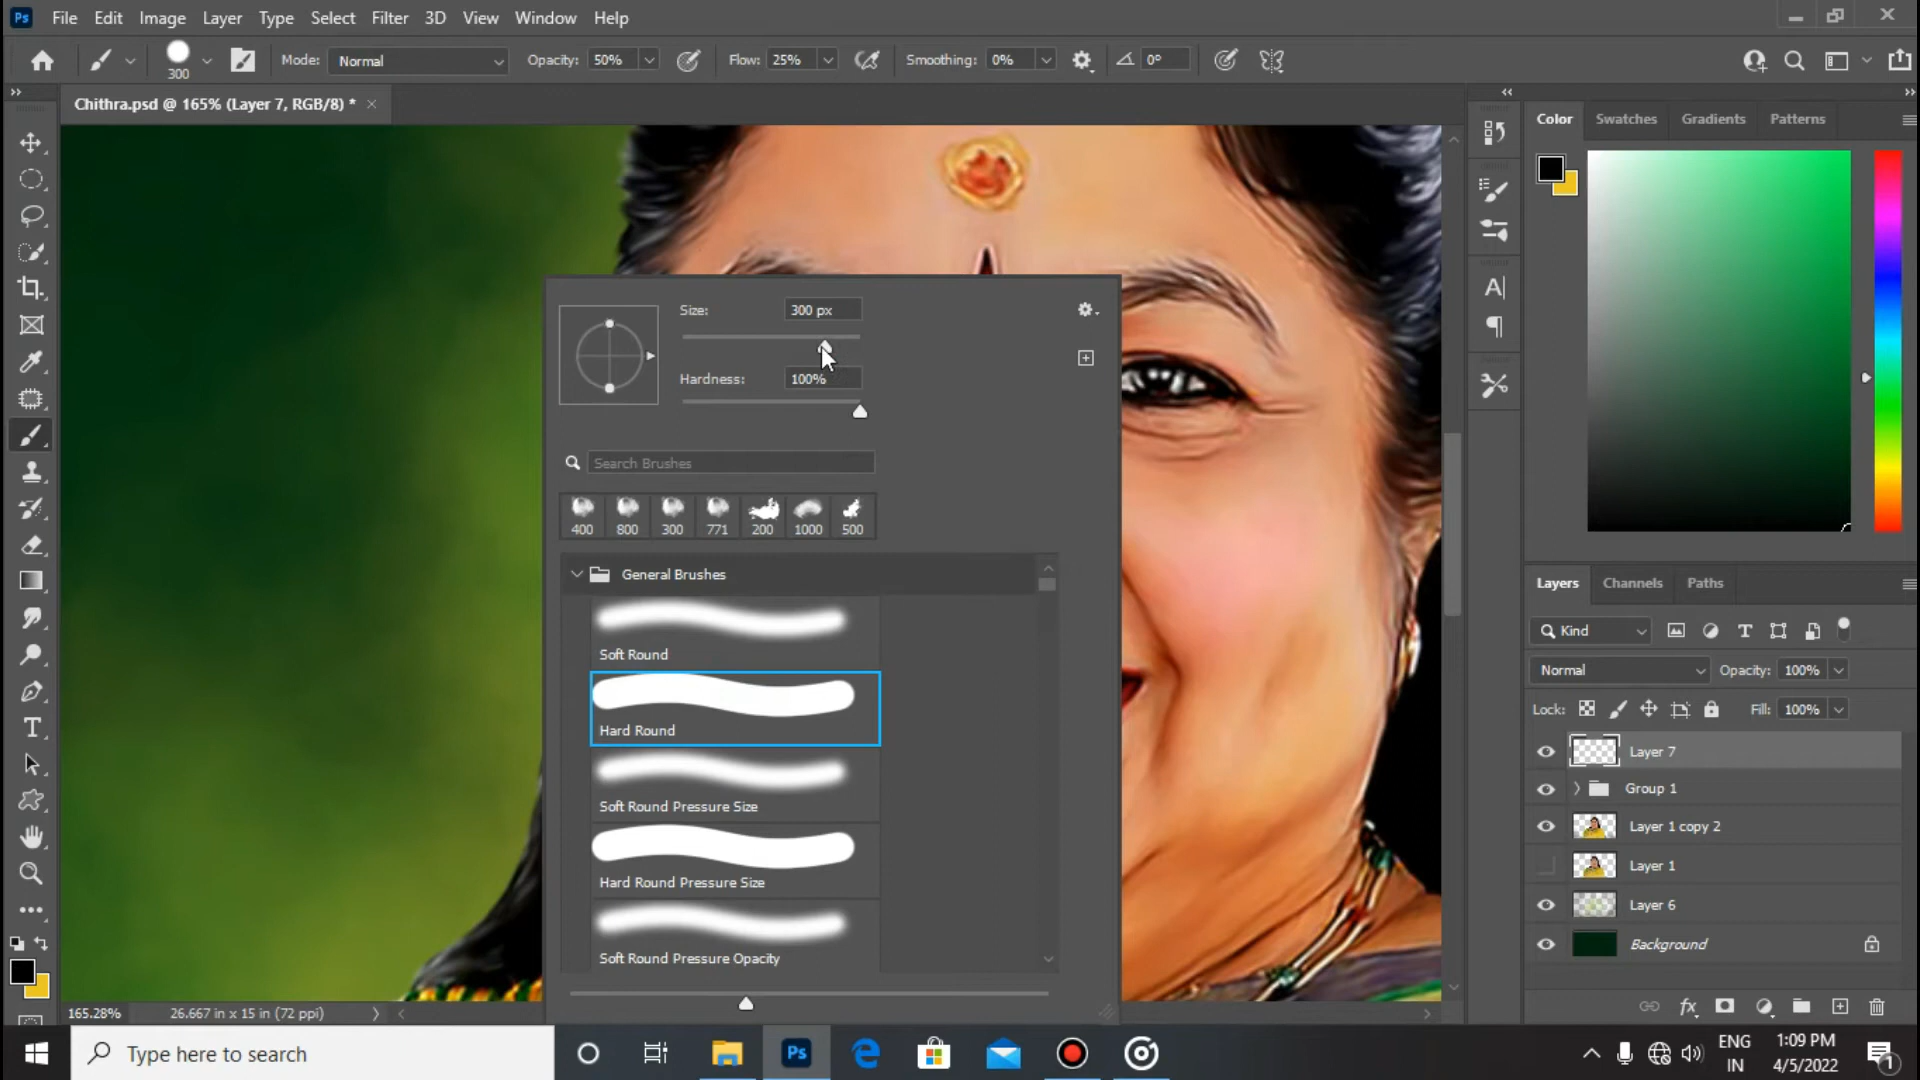 Ps File Edit Image Layer Type Select Filter 3D View Window Help
300 Mode: Normal Opacity: 50% Flow: 25% Smoothing: 0% 0°
Chithra.psd @ 165% (Layer 7, RGB/8) * ×
Color Swatches Gradients Patterns
Size: 300 px
Hardness: 100%
Search Brushes
400 800 300 771 200 1000 500
General Brushes
Soft Round
Hard Round
Soft Round Pressure Size
Hard Round Pressure Size
Soft Round Pressure Opacity
Layers Channels Paths
Kind
Normal Opacity: 100%
Lock: Fill: 100%
Layer 7
Group 1
Layer 1 copy 2
Layer 1
Layer 6
Background
fx
165.28% 26.667 in x 15 in (72 ppi)
Type here to search
Ps
ENG
IN
1:09 PM
4/5/2022
1